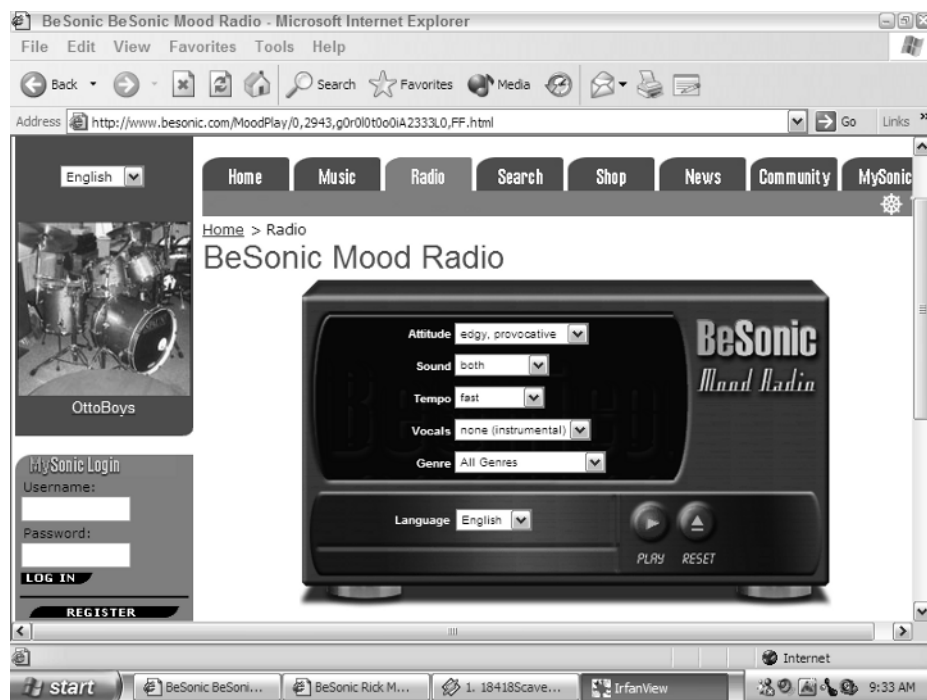 BeSonic BeSonic Mood Radio - Microsoft Internet Explorer
File Edit View Favorites Tools Help
Back Search Favorites Media
Address http://www.besonic.com/MoodPlay/0,2943,g0r0l0t0o0iA2333L0,FF.html Go Links »
English
Home Music Radio Search Shop News Community MySonic
Home > Radio
BeSonic Mood Radio
OttoBoys
MySonic Login
Username:
Password:
LOG IN
REGISTER
Attitude edgy, provocative
Sound both
Tempo fast
Vocals none (instrumental)
Genre All Genres
Language English
BeSonic
Mood Radio
PLAY RESET
Internet
start BeSonic BeSoni... BeSonic Rick M... 1. 18418Scave... IrfanView 9:33 AM